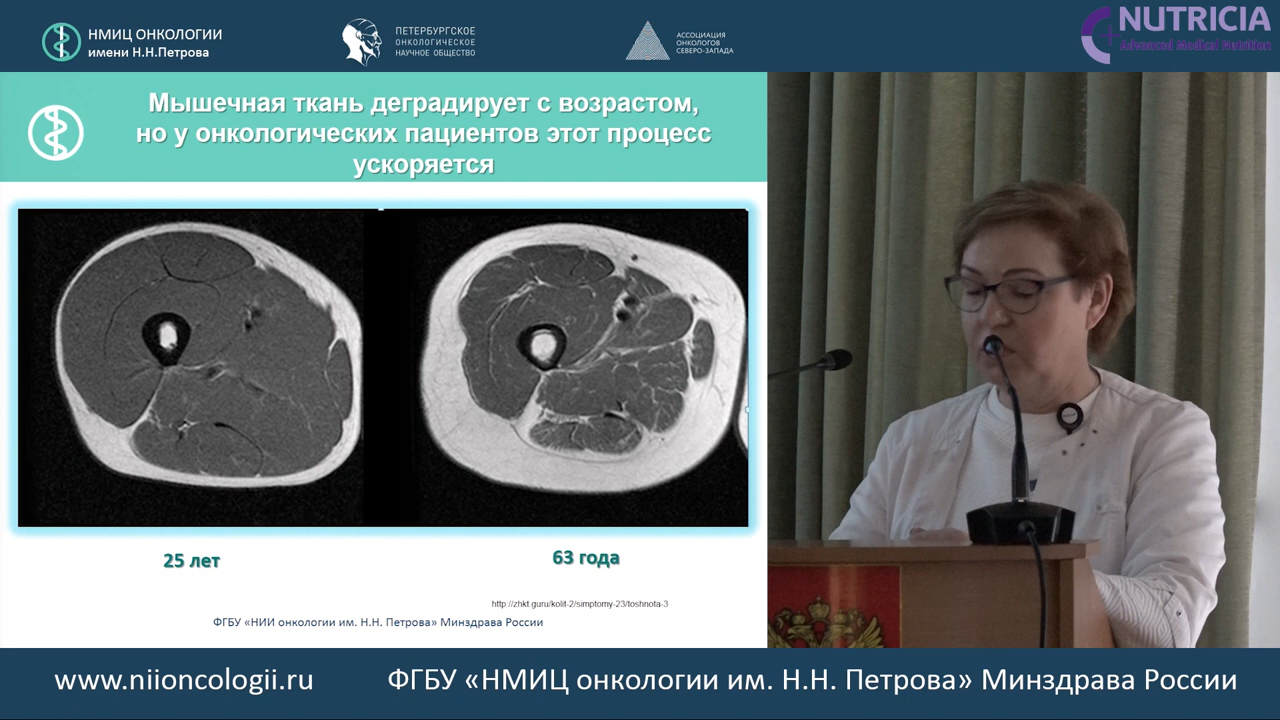 НМИЦ ОНКОЛОГИИ
имени Н.Н.Петрова
ПЕТЕРБУРГСКОЕ
ОНКОЛОГИЧЕСКОЕ
НАУЧНОЕ ОБЩЕСТВО
АССОЦИАЦИЯ
ОНКОЛОГОВ
СЕВЕРО-ЗАПАДА
NUTRICIA
Advanced Medical Nutrition
Мышечная ткань деградирует с возрастом,
но у онкологических пациентов этот процесс
ускоряется
25 лет
63 года
http://zhkt.guru/kolit-2/simptomy-23/toshnota-3
ФГБУ «НИИ онкологии им. Н.Н. Петрова» Минздрава России
www.niioncologii.ru
ФГБУ «НМИЦ онкологии им. Н.Н. Петрова» Минздрава России